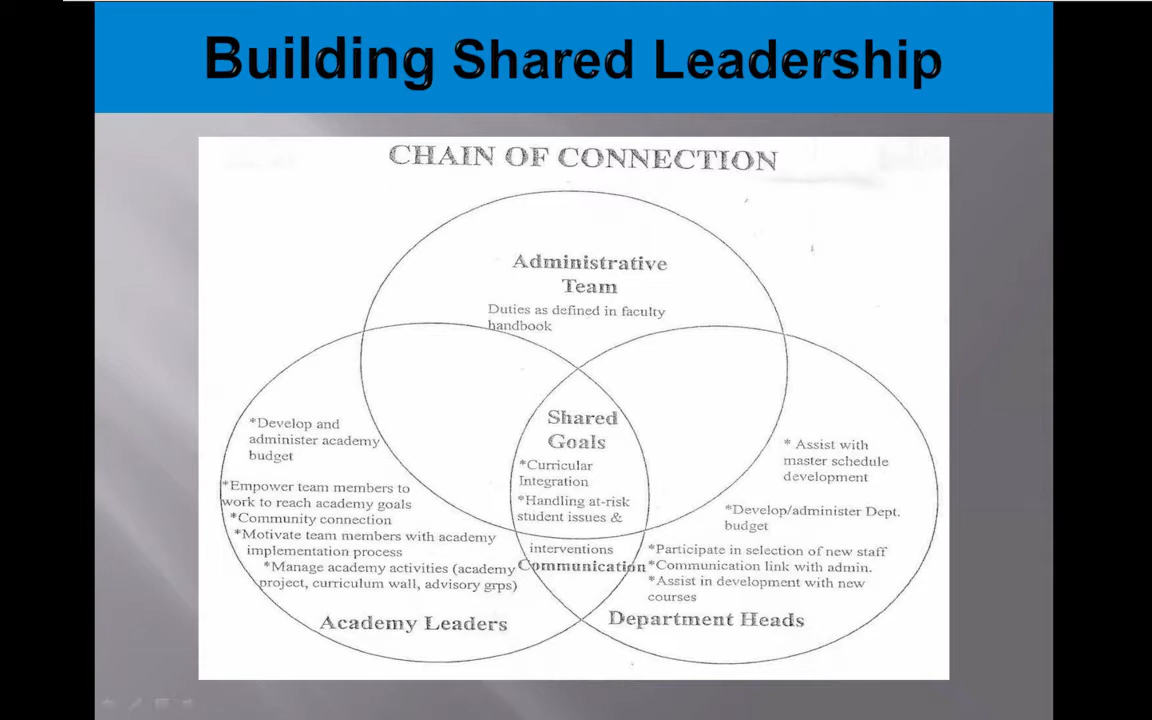 Building Shared Leadership
CHAIN OF CONNECTION
Administrative
Team
Duties as defined in faculty
handbook
Shared
Goals
*Curricular
Integration
*Handling at-risk
student issues &
interventions
Communication
*Develop and
administer academy
budget
*Empower team members to
work to reach academy goals
*Community connection
*Motivate team members with academy
implementation process
*Manage academy activities (academy
project, curriculum wall, advisory grps)
Academy Leaders
* Assist with
master schedule
development
*Develop/administer Dept.
budget
*Participate in selection of new staff
*Communication link with admin.
*Assist in development with new
courses
Department Heads